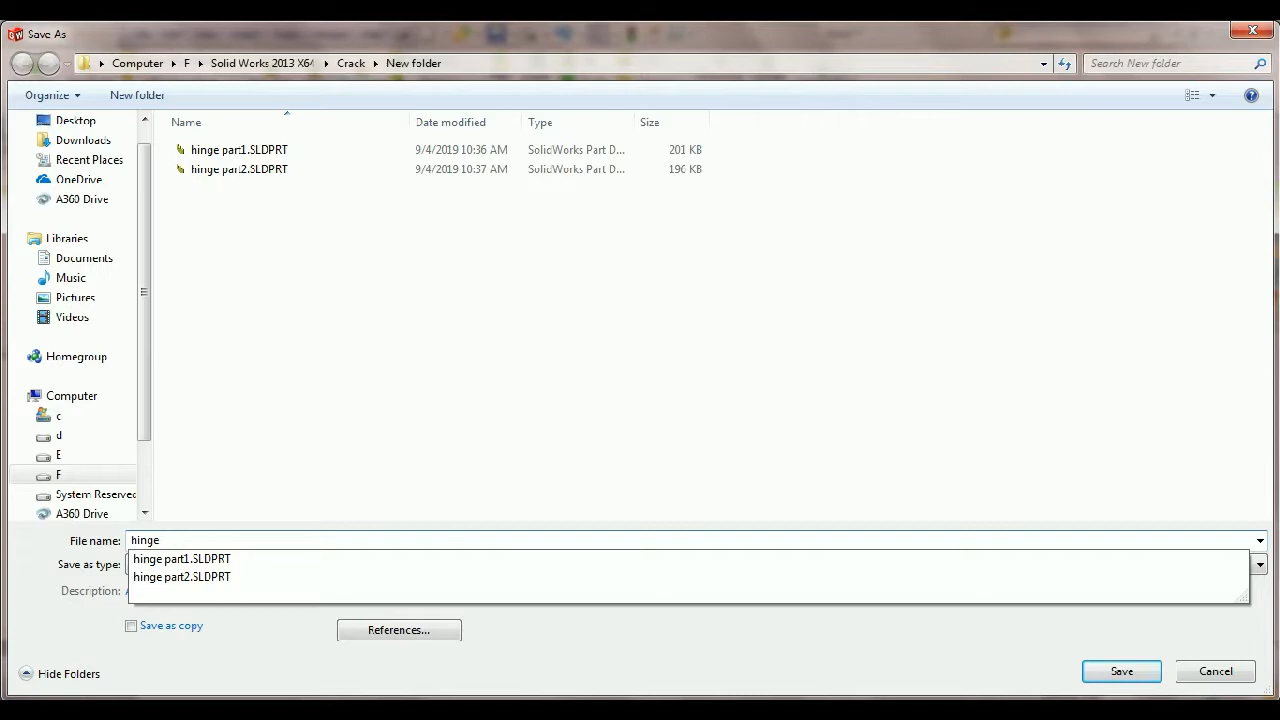 Save As
Computer F Solid Works 2013 X64 Crack New folder
Search New folder
Organize New folder
Name Date modified Type Size
hinge part1.SLDPRT 9/4/2019 10:36 AM SolidWorks Part D... 201 KB
hinge part2.SLDPRT 9/4/2019 10:37 AM SolidWorks Part D... 196 KB
Desktop
Downloads
Recent Places
OneDrive
A360 Drive
Libraries
Documents
Music
Pictures
Videos
Homegroup
Computer
c
d
E
F
System Reserved
A360 Drive
File name: hinge
hinge part1.SLDPRT
hinge part2.SLDPRT
Save as type:
Description:
Save as copy
References...
Hide Folders
Save Cancel